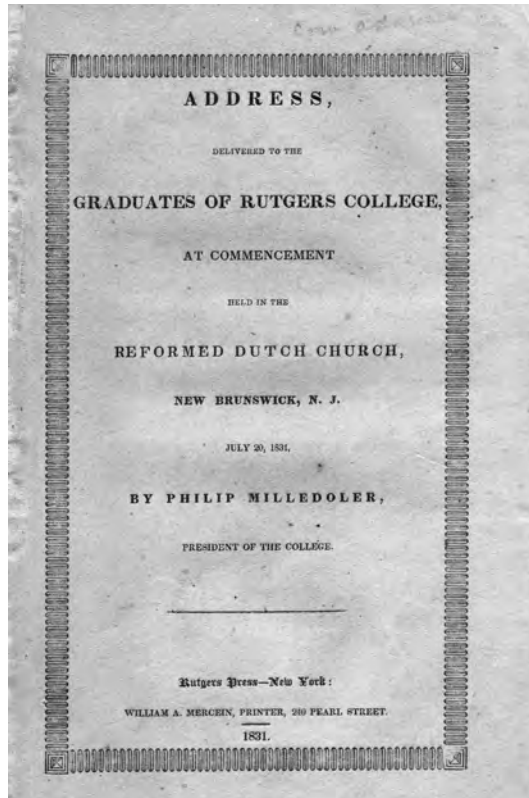 ADDRESS,
DELIVERED TO THE
GRADUATES OF RUTGERS COLLEGE,
AT COMMENCEMENT
HELD IN THE
REFORMED DUTCH CHURCH,
NEW BRUNSWICK, N. J.
JULY 20, 1831,
BY PHILIP MILLEDOLER,
PRESIDENT OF THE COLLEGE.
Rutgers Press—New York:
WILLIAM A. MERCEIN, PRINTER, 240 PEARL STREET.
1831.